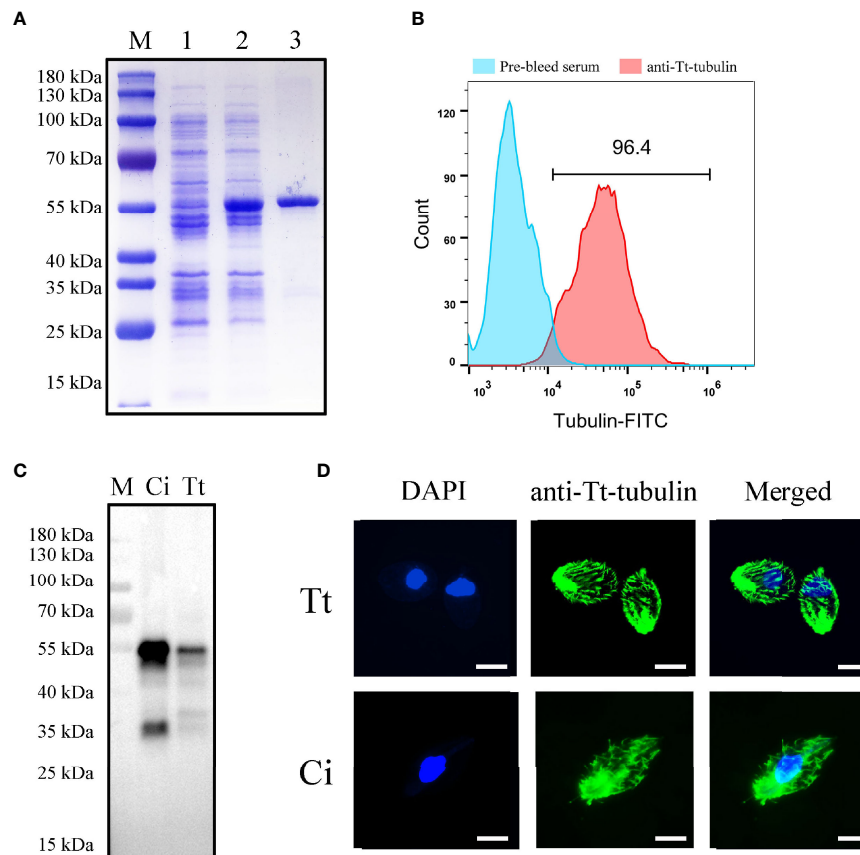 A
M 1 2 3
180 kDa
130 kDa
100 kDa
70 kDa
55 kDa
40 kDa
35 kDa
25 kDa
15 kDa
B
Pre-bleed serum anti-Tt-tubulin
96.4
120
90
60
30
0
Count
10³ 10⁴ 10⁵ 10⁶
Tubulin-FITC
C
M Ci Tt
180 kDa
130 kDa
100 kDa
70 kDa
55 kDa
40 kDa
35 kDa
25 kDa
15 kDa
D
DAPI anti-Tt-tubulin Merged
Tt
Ci